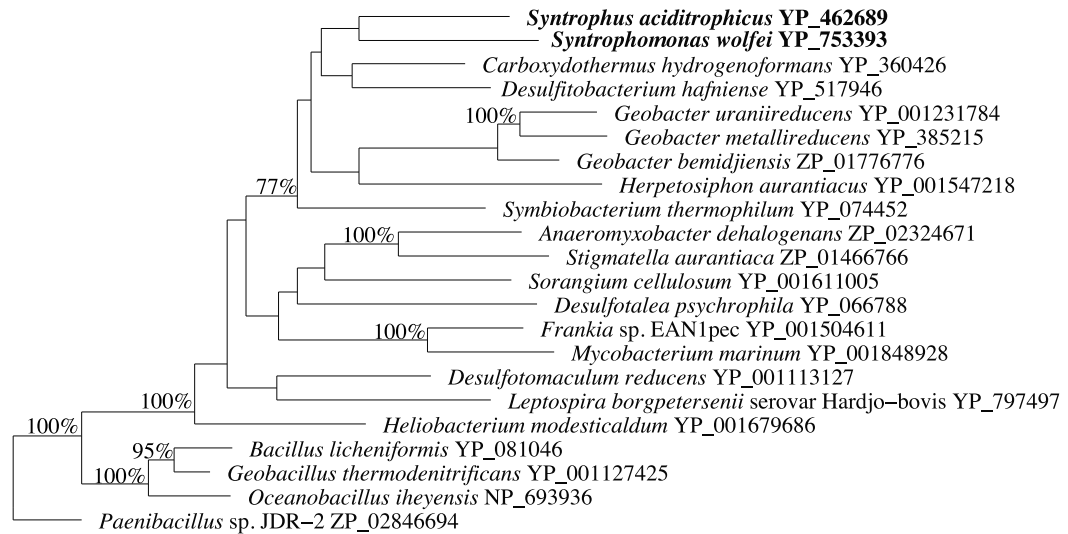 Syntrophus aciditrophicus YP_462689
Syntrophomonas wolfei YP_753393
Carboxydothermus hydrogenoformans YP_360426
Desulfitobacterium hafniense YP_517946
100% Geobacter uraniireducens YP_001231784
Geobacter metallireducens YP_385215
Geobacter bemidjiensis ZP_01776776
77% Herpetosiphon aurantiacus YP_001547218
Symbiobacterium thermophilum YP_074452
100% Anaeromyxobacter dehalogenans ZP_02324671
Stigmatella aurantiaca ZP_01466766
Sorangium cellulosum YP_001611005
Desulfotalea psychrophila YP_066788
100% Frankia sp. EAN1pec YP_001504611
Mycobacterium marinum YP_001848928
Desulfotomaculum reducens YP_001113127
100% Leptospira borgpetersenii serovar Hardjo−bovis YP_797497
100% Heliobacterium modesticaldum YP_001679686
95% Bacillus licheniformis YP_081046
100% Geobacillus thermodenitrificans YP_001127425
Oceanobacillus iheyensis NP_693936
Paenibacillus sp. JDR−2 ZP_02846694